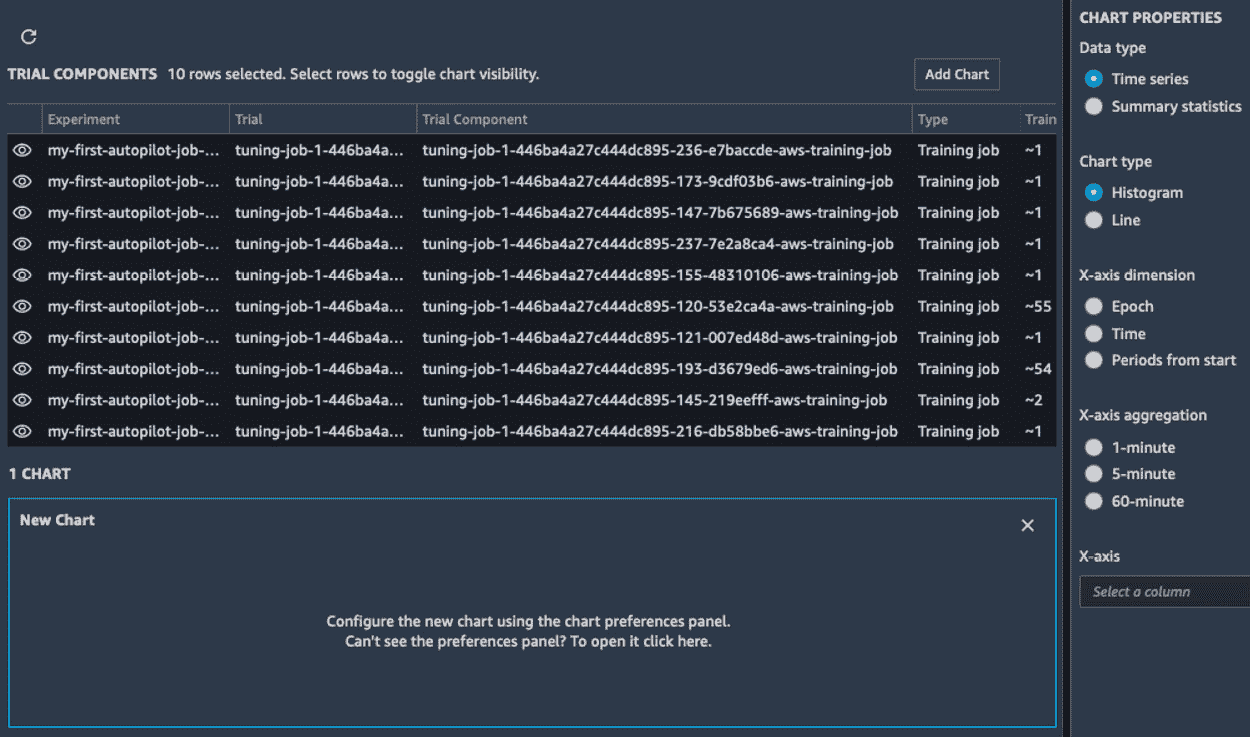 TRIAL COMPONENTS 10 rows selected. Select rows to toggle chart visibility.
Add Chart
Experiment Trial Trial Component Type Train
my-first-autopilot-job-... tuning-job-1-446ba4a... tuning-job-1-446ba4a27c444dc895-236-e7baccde-aws-training-job Training job ~1
my-first-autopilot-job-... tuning-job-1-446ba4a... tuning-job-1-446ba4a27c444dc895-173-9cdf03b6-aws-training-job Training job ~1
my-first-autopilot-job-... tuning-job-1-446ba4a... tuning-job-1-446ba4a27c444dc895-147-7b675689-aws-training-job Training job ~1
my-first-autopilot-job-... tuning-job-1-446ba4a... tuning-job-1-446ba4a27c444dc895-237-7e2a8ca4-aws-training-job Training job ~1
my-first-autopilot-job-... tuning-job-1-446ba4a... tuning-job-1-446ba4a27c444dc895-155-48310106-aws-training-job Training job ~1
my-first-autopilot-job-... tuning-job-1-446ba4a... tuning-job-1-446ba4a27c444dc895-120-53e2ca4a-aws-training-job Training job ~55
my-first-autopilot-job-... tuning-job-1-446ba4a... tuning-job-1-446ba4a27c444dc895-121-007ed48d-aws-training-job Training job ~1
my-first-autopilot-job-... tuning-job-1-446ba4a... tuning-job-1-446ba4a27c444dc895-193-d3679ed6-aws-training-job Training job ~54
my-first-autopilot-job-... tuning-job-1-446ba4a... tuning-job-1-446ba4a27c444dc895-145-219eefff-aws-training-job Training job ~2
my-first-autopilot-job-... tuning-job-1-446ba4a... tuning-job-1-446ba4a27c444dc895-216-db58bbe6-aws-training-job Training job ~1
1 CHART
New Chart
Configure the new chart using the chart preferences panel.
Can't see the preferences panel? To open it click here.
CHART PROPERTIES
Data type
Time series
Summary statistics
Chart type
Histogram
Line
X-axis dimension
Epoch
Time
Periods from start
X-axis aggregation
1-minute
5-minute
60-minute
X-axis
Select a column